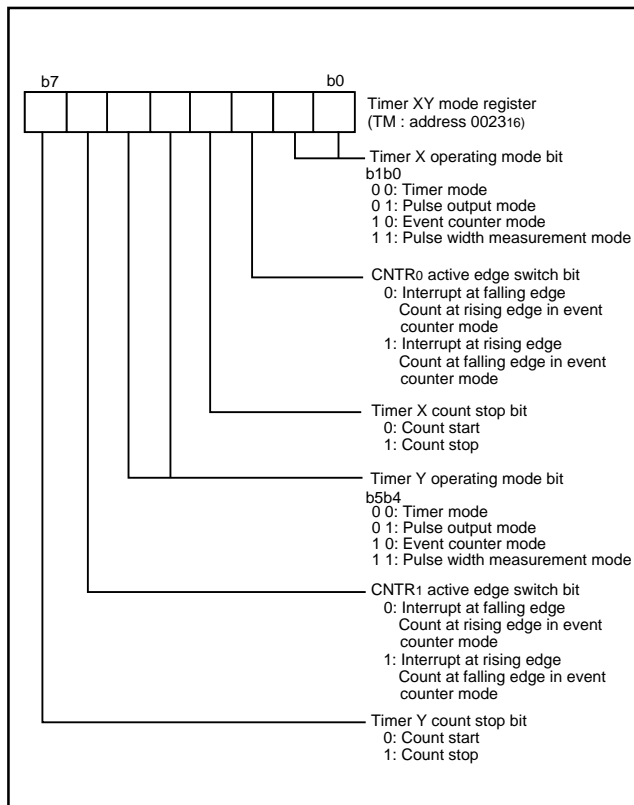 b7 b0
Timer XY mode register
(TM : address 002316)
Timer X operating mode bit
b1b0
0 0: Timer mode
0 1: Pulse output mode
1 0: Event counter mode
1 1: Pulse width measurement mode
CNTR0 active edge switch bit
0: Interrupt at falling edge
Count at rising edge in event
counter mode
1: Interrupt at rising edge
Count at falling edge in event
counter mode
Timer X count stop bit
0: Count start
1: Count stop
Timer Y operating mode bit
b5b4
0 0: Timer mode
0 1: Pulse output mode
1 0: Event counter mode
1 1: Pulse width measurement mode
CNTR1 active edge switch bit
0: Interrupt at falling edge
Count at rising edge in event
counter mode
1: Interrupt at rising edge
Count at falling edge in event
counter mode
Timer Y count stop bit
0: Count start
1: Count stop